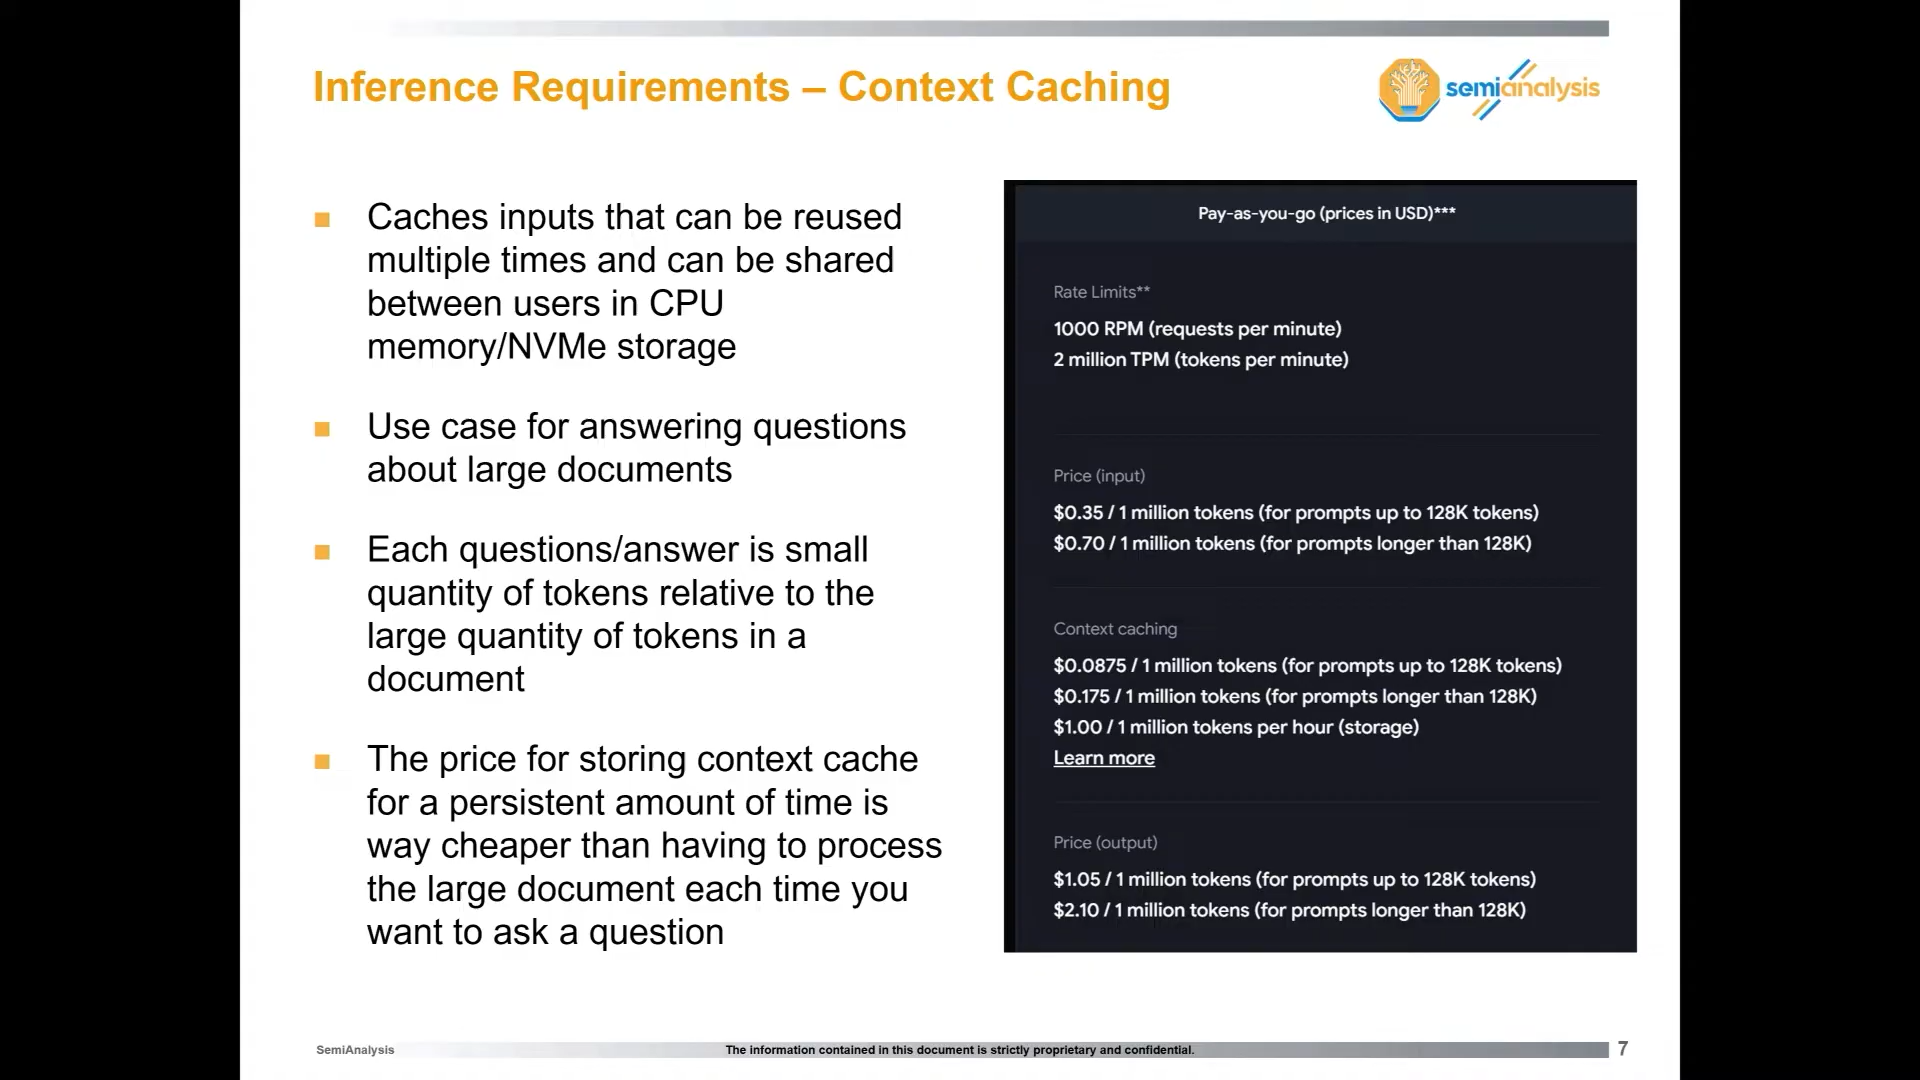 Inference Requirements – Context Caching
semianalysis
Caches inputs that can be reused
multiple times and can be shared
between users in CPU
memory/NVMe storage
Use case for answering questions
about large documents
Each questions/answer is small
quantity of tokens relative to the
large quantity of tokens in a
document
The price for storing context cache
for a persistent amount of time is
way cheaper than having to process
the large document each time you
want to ask a question
Pay-as-you-go (prices in USD)***
Rate Limits**
1000 RPM (requests per minute)
2 million TPM (tokens per minute)
Price (input)
$0.35 / 1 million tokens (for prompts up to 128K tokens)
$0.70 / 1 million tokens (for prompts longer than 128K)
Context caching
$0.0875 / 1 million tokens (for prompts up to 128K tokens)
$0.175 / 1 million tokens (for prompts longer than 128K)
$1.00 / 1 million tokens per hour (storage)
Learn more
Price (output)
$1.05 / 1 million tokens (for prompts up to 128K tokens)
$2.10 / 1 million tokens (for prompts longer than 128K)
SemiAnalysis
The information contained in this document is strictly proprietary and confidential.
7